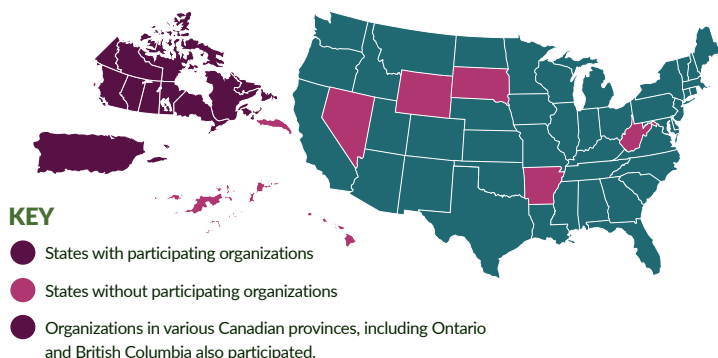 KEY
States with participating organizations
States without participating organizations
Organizations in various Canadian provinces, including Ontario
and British Columbia also participated.